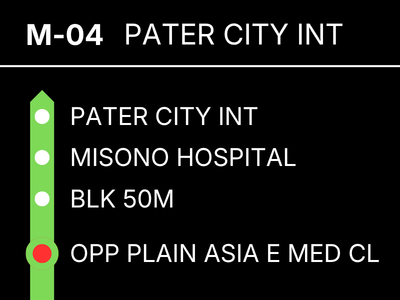 M-04 PATER CITY INT
PATER CITY INT
MISONO HOSPITAL
BLK 50M
OPP PLAIN ASIA E MED CL